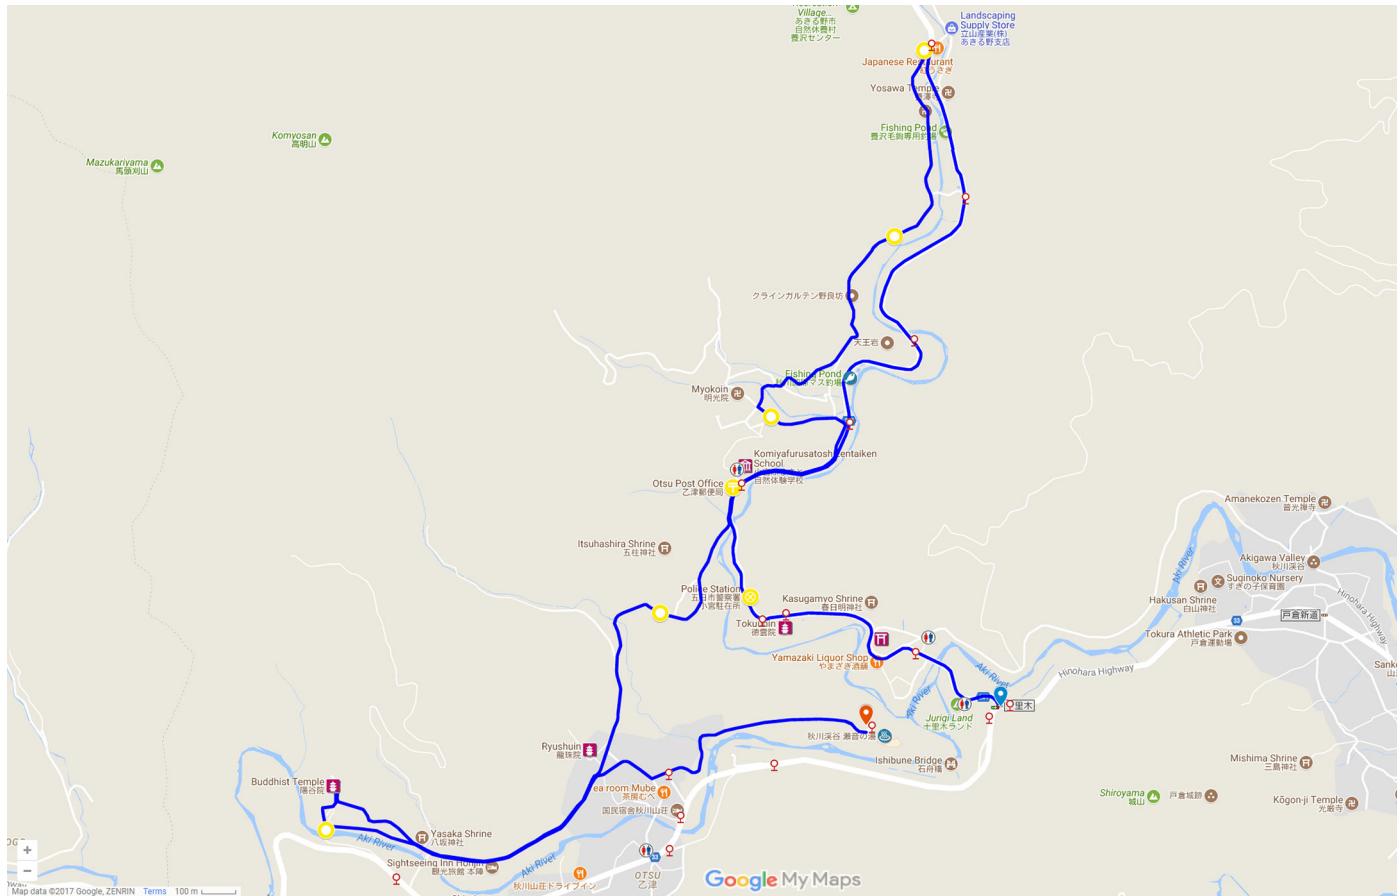 Village...
あきる野市
自然休養村
養沢センター
Landscaping
Supply Store
立山産業(株)
あきる野支店
Japanese Restaurant
Yosawa Temple
Fishing Pond
養沢毛鉤専用釣場
Komyosan
高明山
Mazukariyama
馬頭刈山
クラインガルテン野良坊
天王岩
Fishing Pond
Myokoin
明光院
Komiyafurusatoshizentaiken
School
自然体験学校
Otsu Post Office
乙津郵便局
Amanekozen Temple
普光禅寺
Itsuhashira Shrine
五柱神社
Akigawa Valley
秋川渓谷
Suginoko Nursery
すぎの子保育園
Aki River
Police Station
五日市警察署
小宮駐在所
Kasugamyo Shrine
春日明神社
Hakusan Shrine
白山神社
Hinohara Highway
戸倉新道
33
Tokuunin
徳雲院
Tokura Athletic Park
戸倉運動場
Yamazaki Liquor Shop
やまざき酒舗
Aki River
Hinohara Highway
Aki River
十里木
Juriqi Land
十里木ランド
秋川渓谷 瀬音の湯
Ryushuin
龍珠院
Ishibune Bridge
石舟橋
Mishima Shrine
三島神社
Buddhist Temple
陽谷院
Tea room Mube
茶房むべ
国民宿舎秋川山荘
Shiroyama
城山
戸倉城跡
Kōgon-ji Temple
光厳寺
Yasaka Shrine
八坂神社
Aki River
Aki River
Sightseeing Inn Honjin
観光旅館 本陣
33
OTSU
乙津
秋川山荘ドライブイン
+
−
Map data ©2017 Google, ZENRIN Terms 100 m
Google My Maps